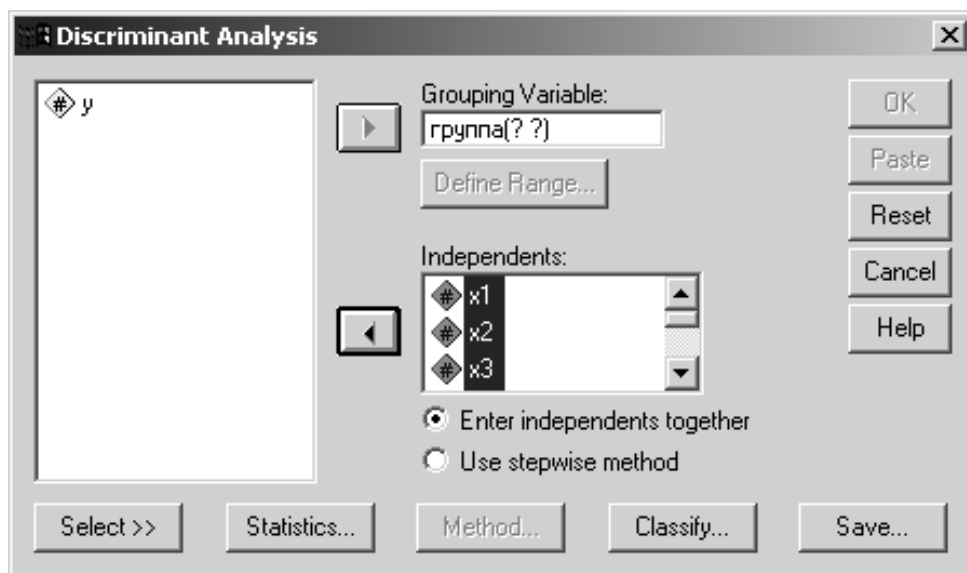 Discriminant Analysis
y
Grouping Variable:
группа(? ?)
Define Range...
Independents:
x1
x2
x3
Enter independents together
Use stepwise method
OK
Paste
Reset
Cancel
Help
Select >>
Statistics...
Method...
Classify...
Save...